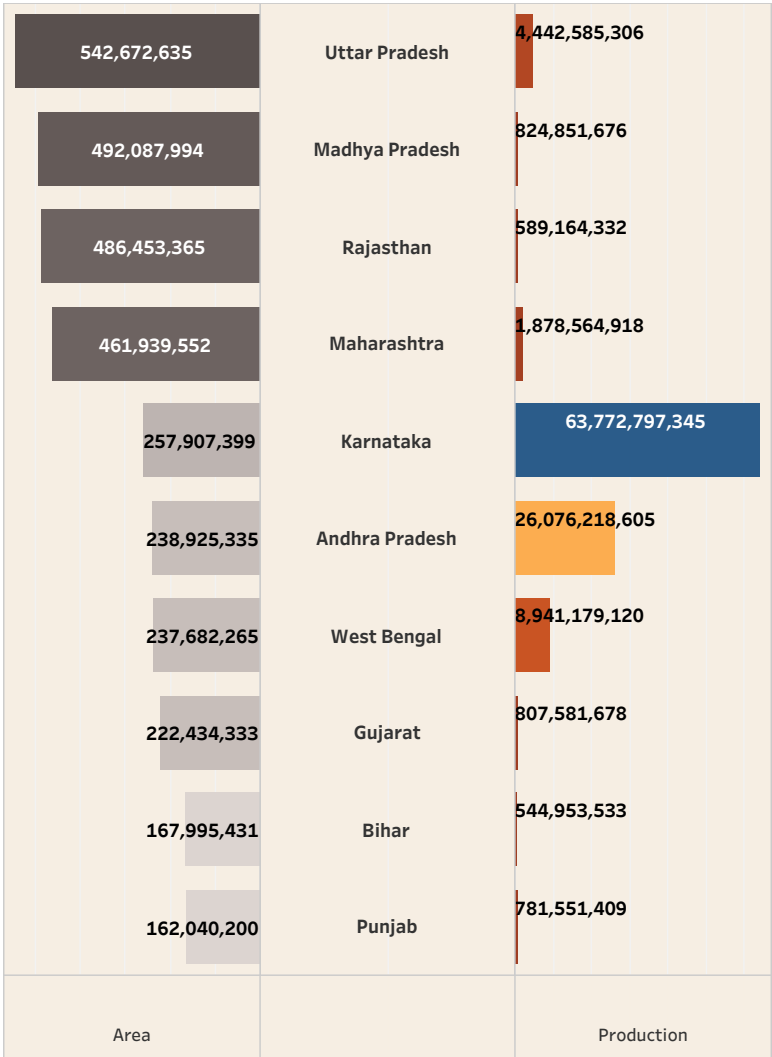 542,672,635 Uttar Pradesh 4,442,585,306
492,087,994 Madhya Pradesh 824,851,676
486,453,365 Rajasthan 589,164,332
461,939,552 Maharashtra 1,878,564,918
257,907,399 Karnataka 63,772,797,345
238,925,335 Andhra Pradesh 26,076,218,605
237,682,265 West Bengal 8,941,179,120
222,434,333 Gujarat 807,581,678
167,995,431 Bihar 544,953,533
162,040,200 Punjab 781,551,409
Area Production